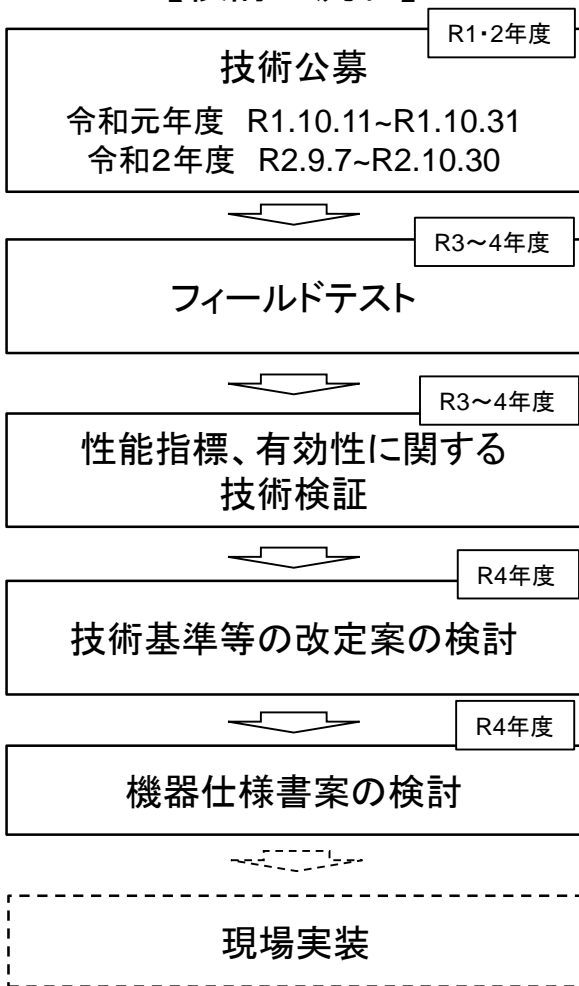 R1・2年度
技術公募
令和元年度 R1.10.11~R1.10.31
令和2年度 R2.9.7~R2.10.30
R3~4年度
フィールドテスト
R3~4年度
性能指標、有効性に関する
技術検証
R4年度
技術基準等の改定案の検討
R4年度
機器仕様書案の検討
現場実装